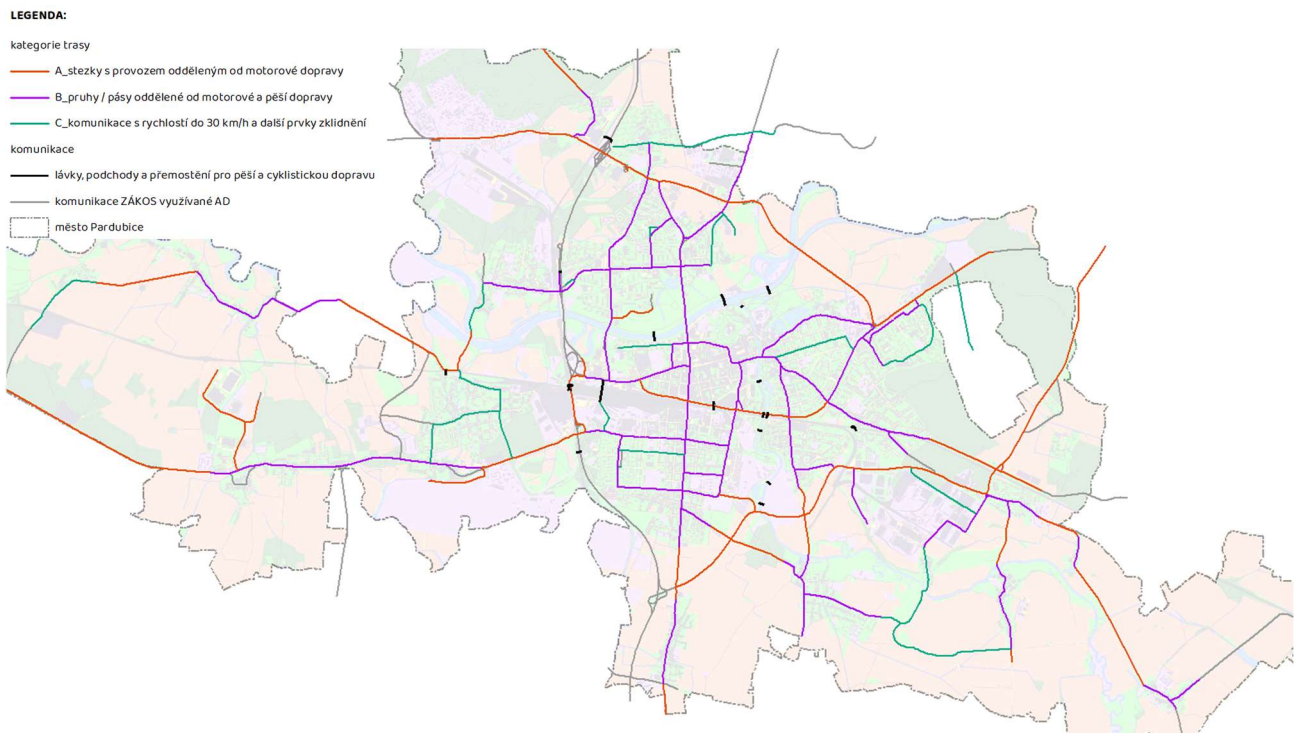 LEGENDA:
kategorie trasy
A_stezky s provozem odděleným od motorové dopravy
B_pruhy / pásy oddělené od motorové a pěší dopravy
C_komunikace s rychlostí do 30 km/h a další prvky zklidnění
komunikace
lávky, podchody a přemostění pro pěší a cyklistickou dopravu
komunikace ZÁKOS využívané AD
město Pardubice